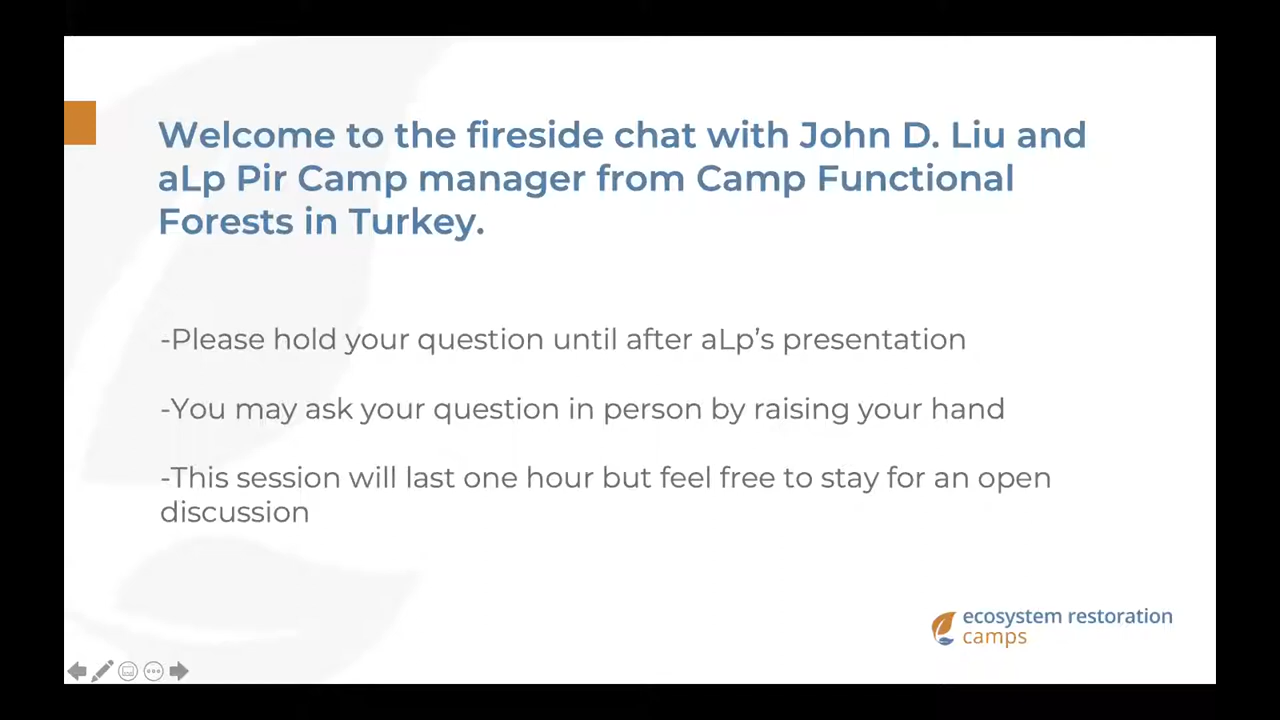 Welcome to the fireside chat with John D. Liu and
aLp Pir Camp manager from Camp Functional
Forests in Turkey.
-Please hold your question until after aLp’s presentation
-You may ask your question in person by raising your hand
-This session will last one hour but feel free to stay for an open
discussion
ecosystem restoration
camps